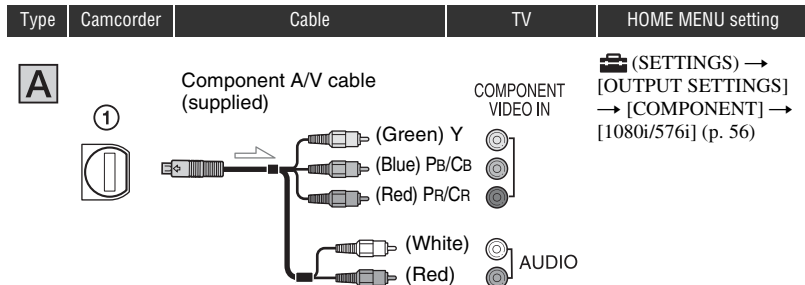 Type Camcorder Cable TV HOME MENU setting
A
①
Component A/V cable
(supplied)
(Green) Y
(Blue) PB/CB
(Red) PR/CR
(White)
(Red)
COMPONENT
VIDEO IN
AUDIO
(SETTINGS) →
[OUTPUT SETTINGS]
→ [COMPONENT] →
[1080i/576i] (p. 56)